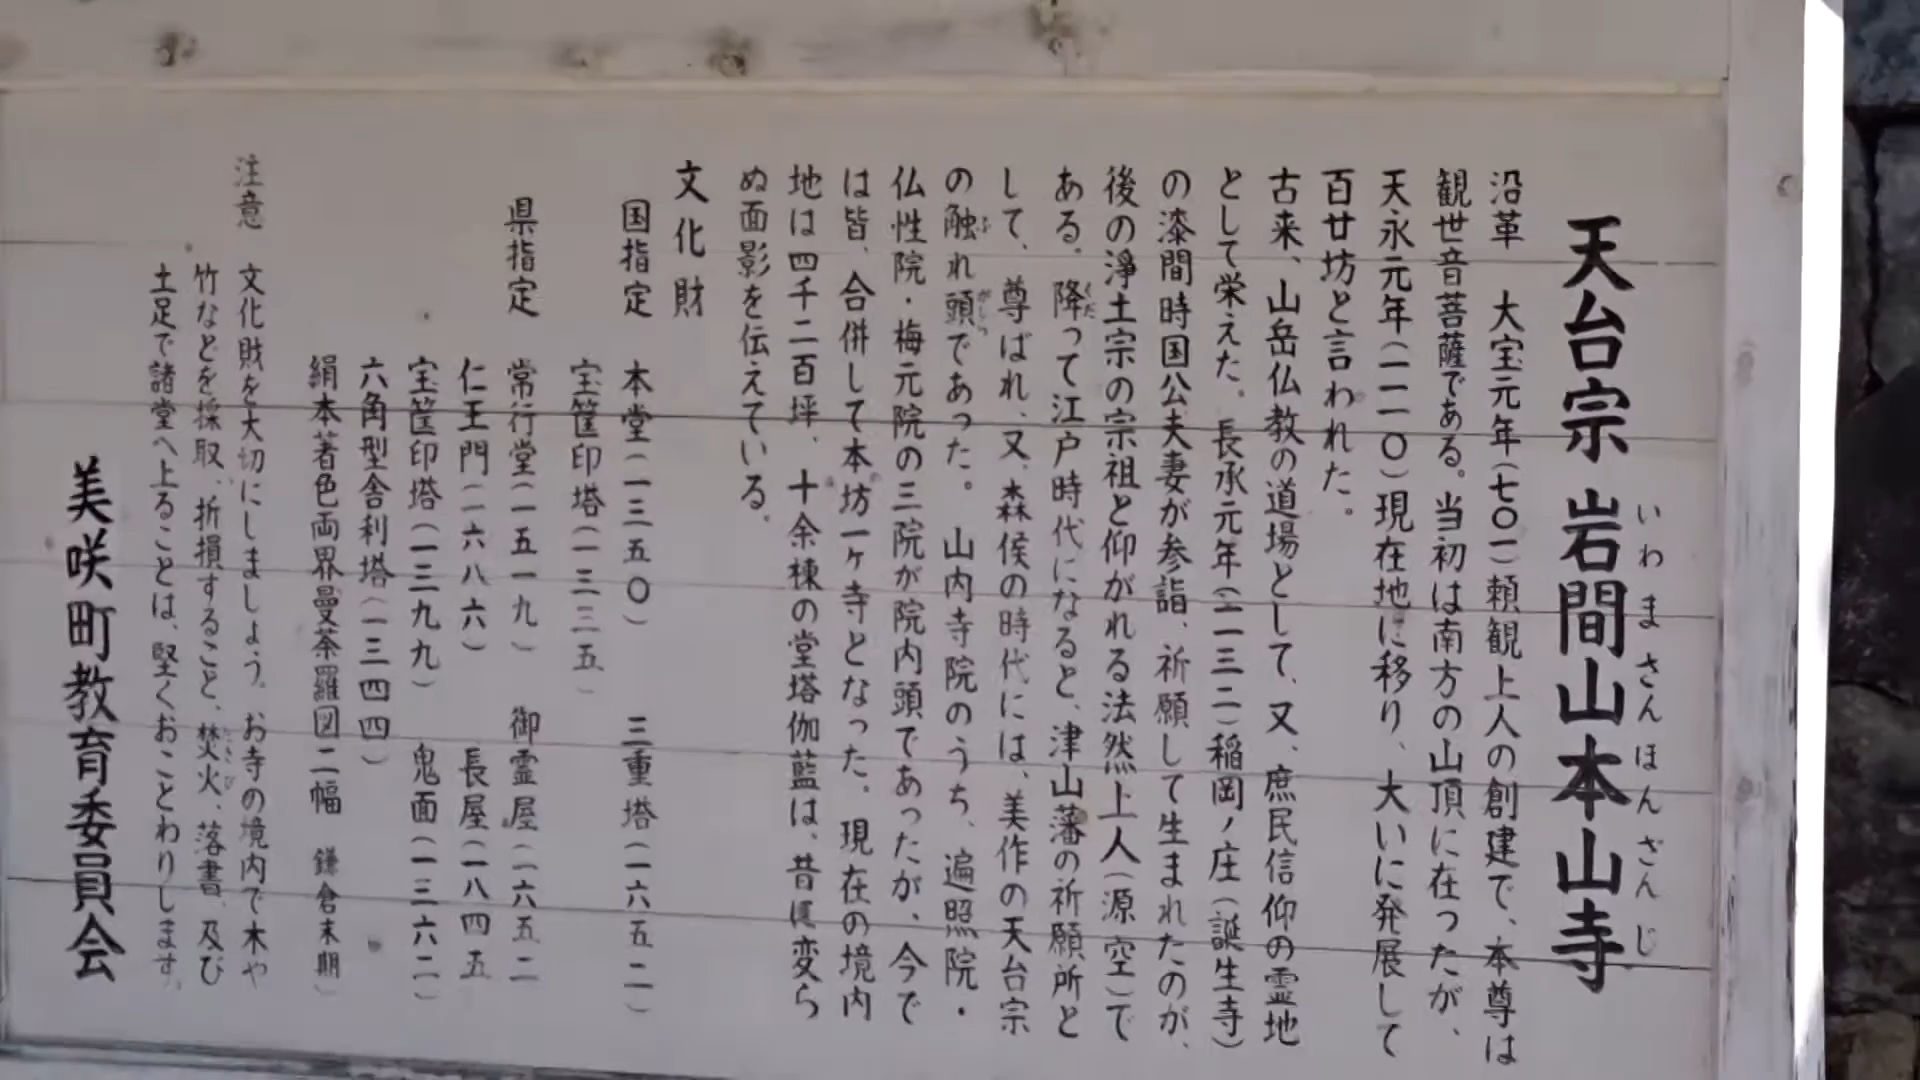 天台宗 岩間山本山寺
いわ ま さん ほん ざん じ
沿革 大宝元年(七〇一)頼観上人の創建で、本尊は
観世音菩薩である。当初は南方の山頂に在ったが、
天永元年(一一一〇)現在地に移り、大いに発展して
百廿坊と言われた。
古来、山岳仏教の道場として、又、庶民信仰の霊地
として栄えた。長承元年(一一三二)稲岡ノ庄(誕生寺)
の漆間時国公夫妻が参詣、祈願して生まれたのが、
後の浄土宗の宗祖と仰がれる法然上人(源空)で
ある。降って江戸時代になると、津山藩の祈願所と
くだ
して、尊ばれ、又、森侯の時代には、美作の天台宗
の触れ頭であった。山内寺院のうち、遍照院・
ふ がしら
仏性院・梅元院の三院が院内頭であったが、今で
は皆、合併して本坊一ヶ寺となった。現在の境内
地は四千二百坪、十余棟の堂塔伽藍は、昔に変ら
ぬ面影を伝えている。
文化財
国指定 本堂(一三五〇) 三重塔(一六五二)
宝篋印塔(一三三五)
県指定 常行堂(一五一九) 御霊屋(一六五二
仁王門(一六八六) 長屋(一八四五
宝筐印塔(一三九九) 鬼面(一三六二)
六角型舎利塔(一三四四)
絹本著色両界曼荼羅図二幅 鎌倉末期)
注意 文化財を大切にしましょう。お寺の境内で木や
竹などを採取、折損すること、焚火、落書、及び
たきび
土足で諸堂へ上ることは、堅くおことわりします。
美咲町教育委員会